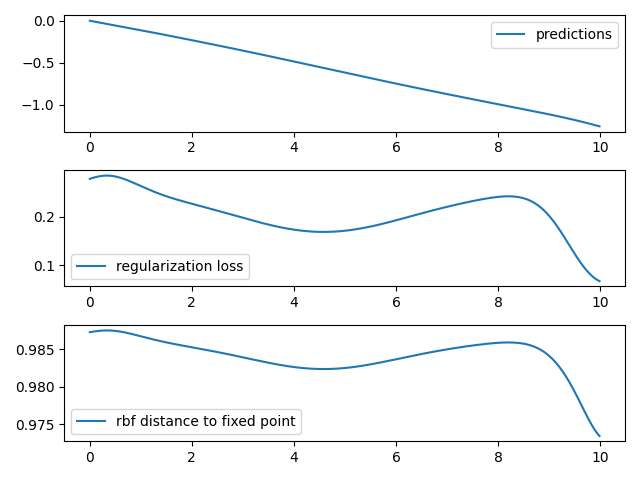 0.0
−0.5
−1.0
predictions
0 2 4 6 8 10
0.2
0.1
regularization loss
0 2 4 6 8 10
0.985
0.980
0.975
rbf distance to fixed point
0 2 4 6 8 10